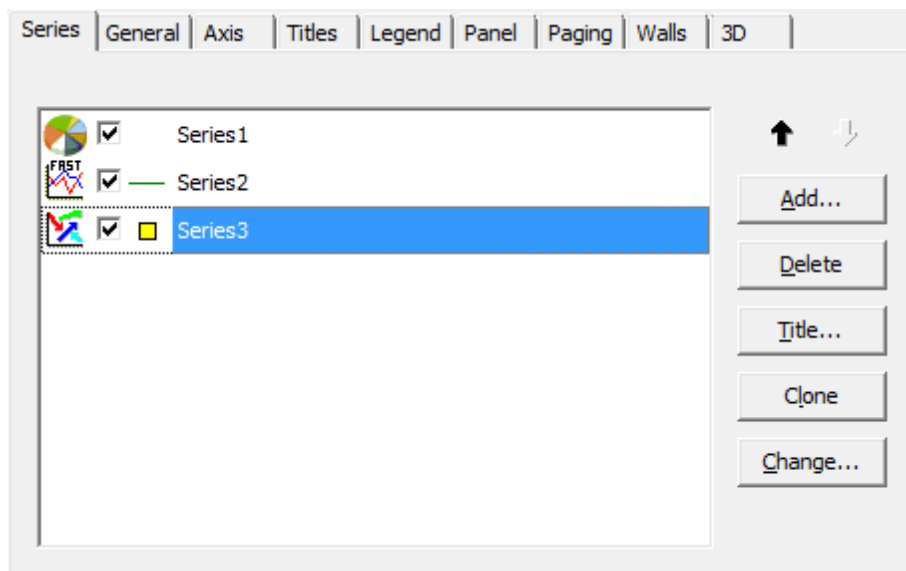 Series General Axis Titles Legend Panel Paging Walls 3D
Series1
FAST
Series2
Series3
Add...
Delete
Title...
Clone
Change...